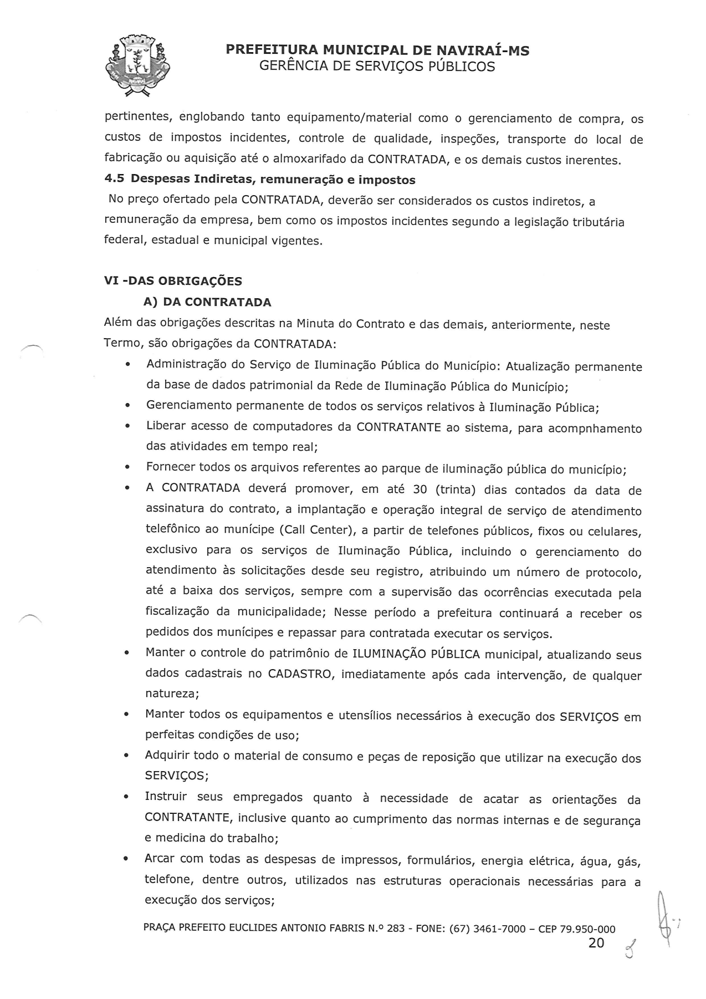 PREFEITURA MUNICIPAL DE NAVIRAÍ-MS
GERÊNCIA DE SERVIÇOS PÚBLICOS
pertinentes, englobando tanto equipamento/material como o gerenciamento de compra, os
custos de impostos incidentes, controle de qualidade, inspeções, transporte do local de
fabricação ou aquisição até o almoxarifado da CONTRATADA, e os demais custos inerentes.
4.5 Despesas Indiretas, remuneração e impostos
No preço ofertado pela CONTRATADA, deverão ser considerados os custos indiretos, a
remuneração da empresa, bem como os impostos incidentes segundo a legislação tributária
federal, estadual e municipal vigentes.
VI -DAS OBRIGAÇÕES
A) DA CONTRATADA
Além das obrigações descritas na Minuta do Contrato e das demais, anteriormente, neste
Termo, são obrigações da CONTRATADA:
• Administração do Serviço de Iluminação Pública do Município: Atualização permanente
da base de dados patrimonial da Rede de Iluminação Pública do Município;
• Gerenciamento permanente de todos os serviços relativos à Iluminação Pública;
• Liberar acesso de computadores da CONTRATANTE ao sistema, para acompnhamento
das atividades em tempo real;
• Fornecer todos os arquivos referentes ao parque de iluminação pública do município;
• A CONTRATADA deverá promover, em até 30 (trinta) dias contados da data de
assinatura do contrato, a implantação e operação integral de serviço de atendimento
telefônico ao munícipe (Call Center), a partir de telefones públicos, fixos ou celulares,
exclusivo para os serviços de Iluminação Pública, incluindo o gerenciamento do
atendimento às solicitações desde seu registro, atribuindo um número de protocolo,
até a baixa dos serviços, sempre com a supervisão das ocorrências executada pela
fiscalização da municipalidade; Nesse período a prefeitura continuará a receber os
pedidos dos munícipes e repassar para contratada executar os serviços.
• Manter o controle do patrimônio de ILUMINAÇÃO PÚBLICA municipal, atualizando seus
dados cadastrais no CADASTRO, imediatamente após cada intervenção, de qualquer
natureza;
• Manter todos os equipamentos e utensílios necessários à execução dos SERVIÇOS em
perfeitas condições de uso;
• Adquirir todo o material de consumo e peças de reposição que utilizar na execução dos
SERVIÇOS;
• Instruir seus empregados quanto à necessidade de acatar as orientações da
CONTRATANTE, inclusive quanto ao cumprimento das normas internas e de segurança
e medicina do trabalho;
• Arcar com todas as despesas de impressos, formulários, energia elétrica, água, gás,
telefone, dentre outros, utilizados nas estruturas operacionais necessárias para a
execução dos serviços;
PRAÇA PREFEITO EUCLIDES ANTONIO FABRIS N.º 283 - FONE: (67) 3461-7000 – CEP 79.950-000
20